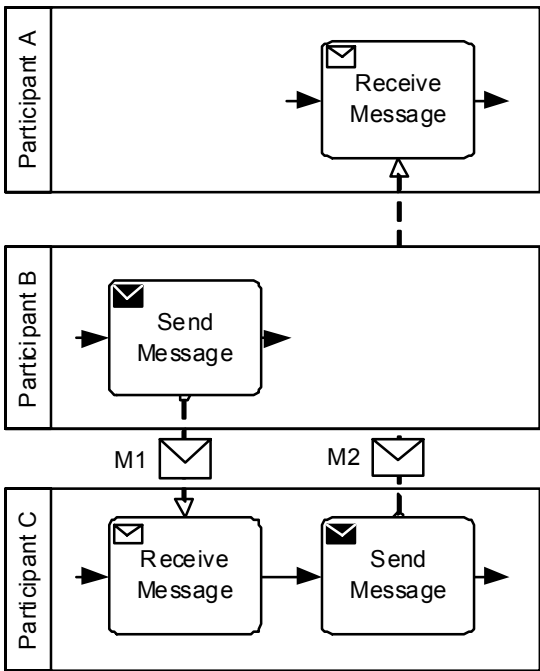 Participant A
Receive
Message
Participant B
Send
Message
M1
M2
Participant C
Receive
Message
Send
Message